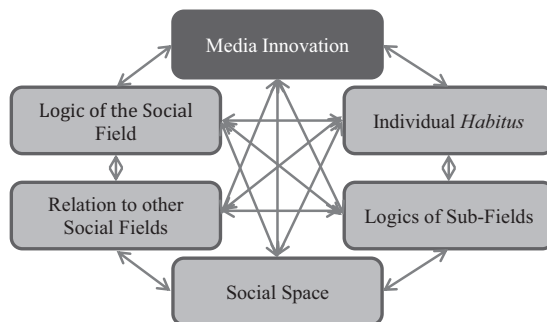 Media Innovation
Logic of the Social
Field
Individual Habitus
Relation to other
Social Fields
Logics of Sub-Fields
Social Space